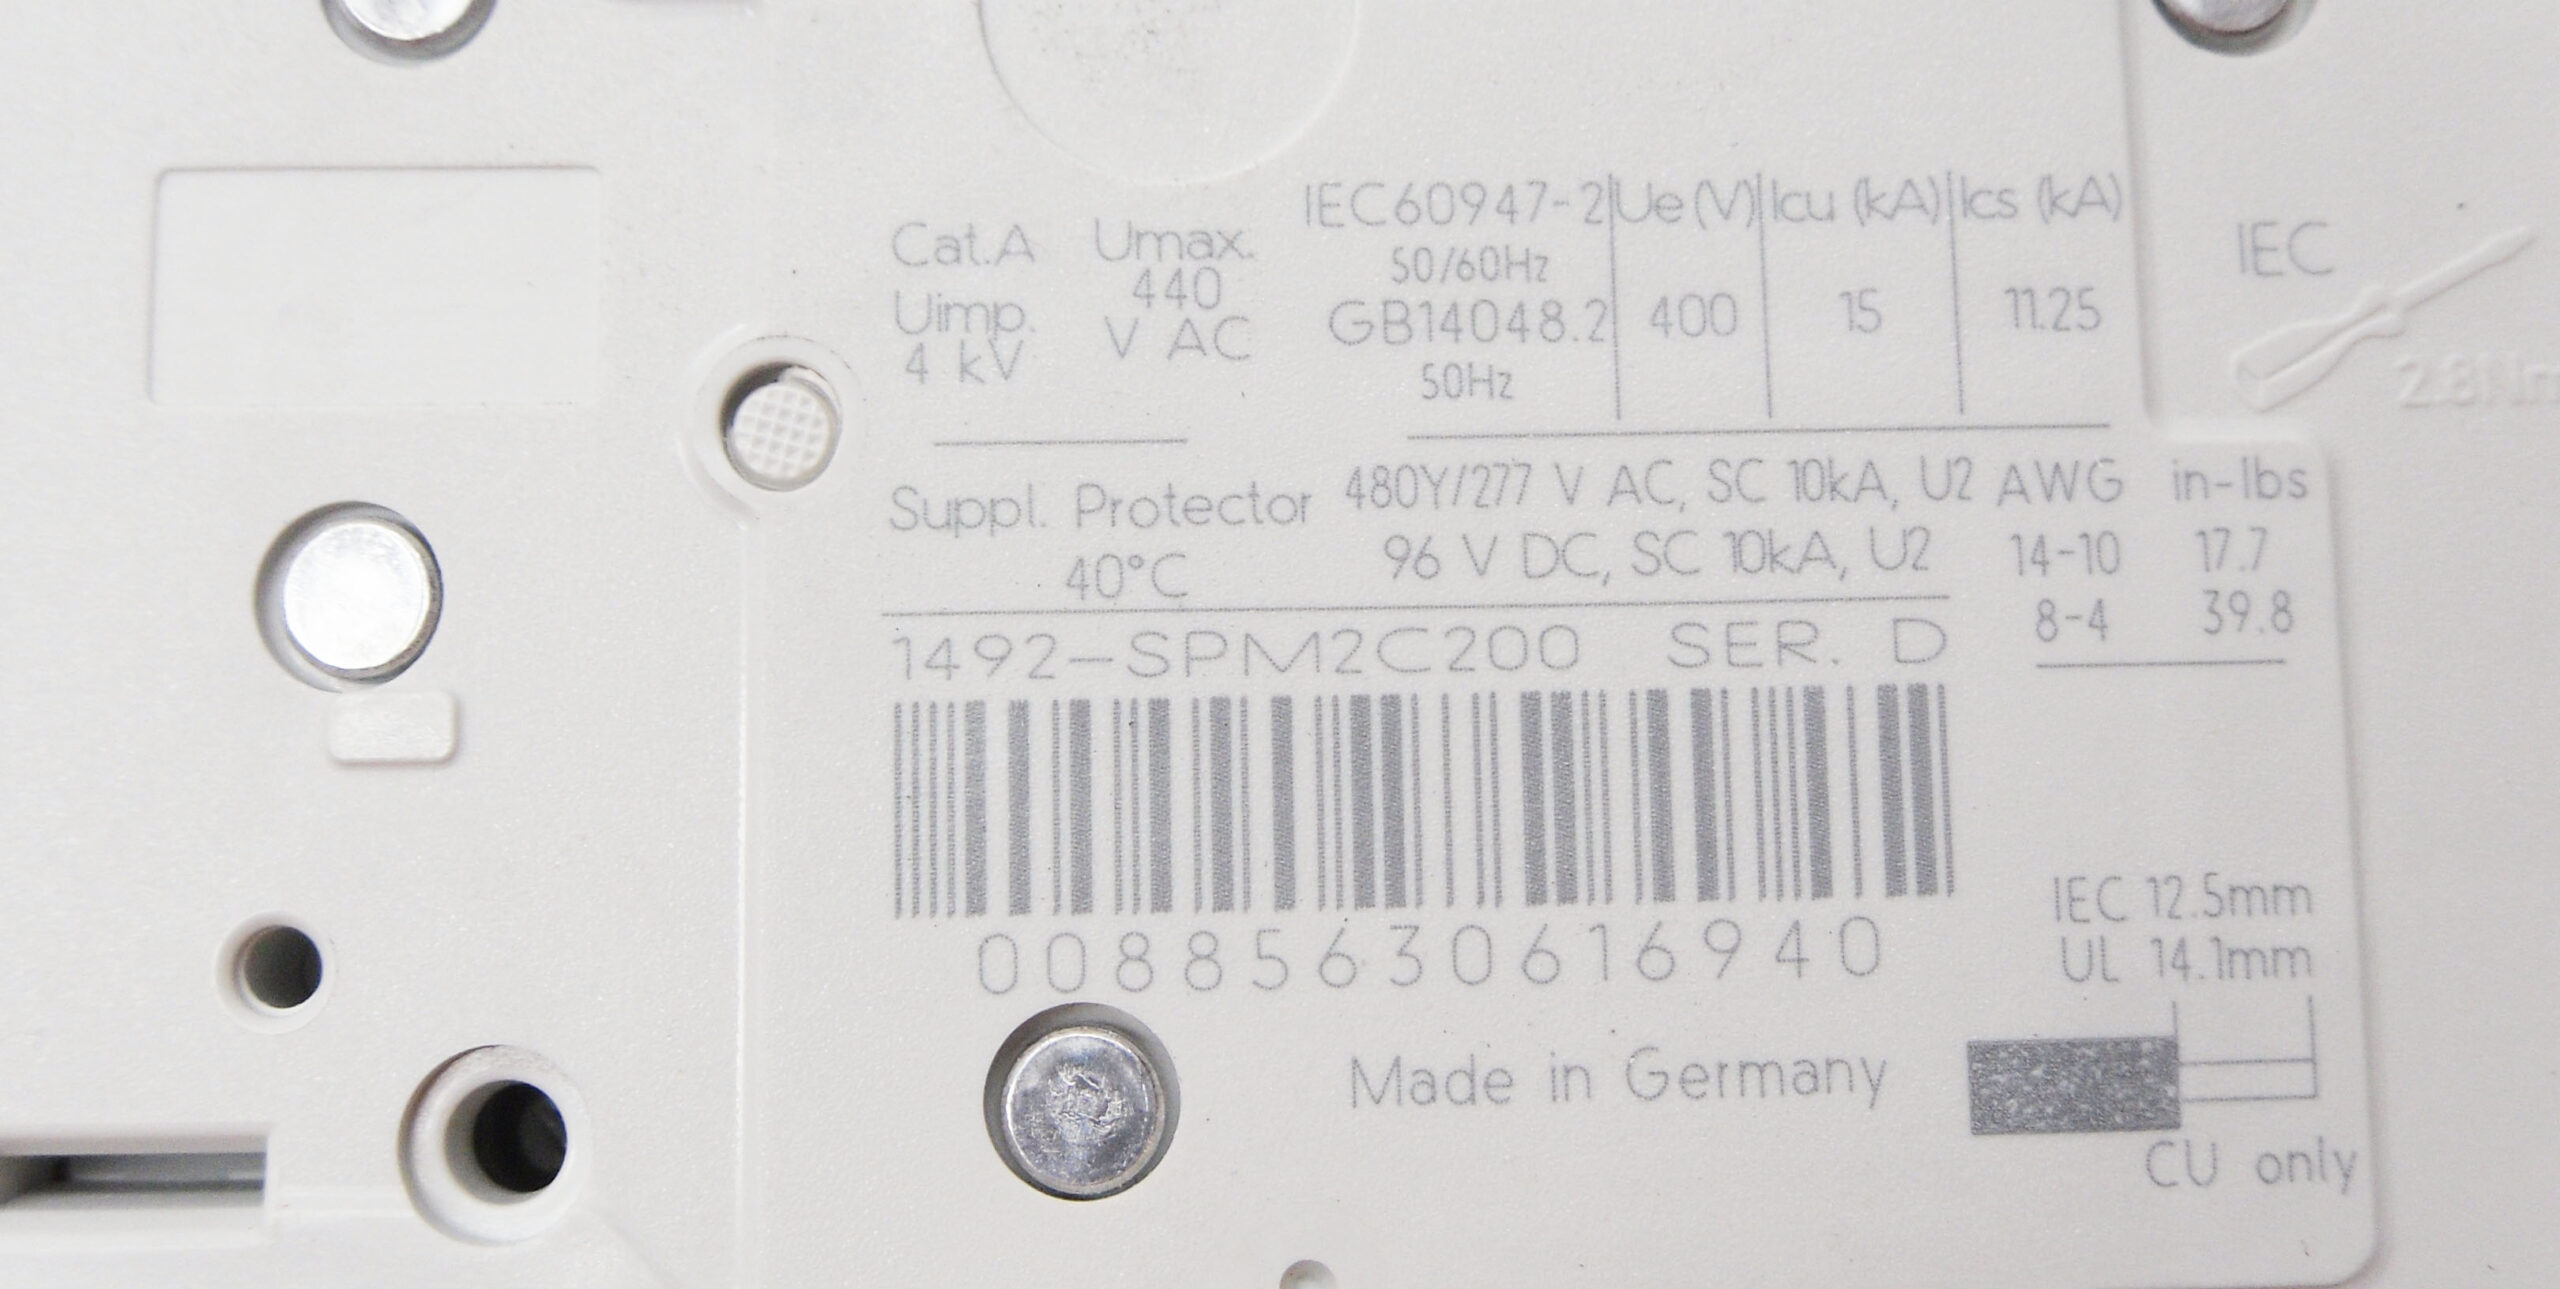 IEC60947-2 Ue (V) Icu (kA) Ics (kA)
50/60Hz
GB14048.2 400 15 11.25
50Hz
Cat.A Umax.
440
V AC
Uimp.
4 kV
IEC
2.8Nm
Suppl. Protector
40°C
480Y/277 V AC, SC 10kA, U2
96 V DC, SC 10kA, U2
AWG in-lbs
14-10 17.7
8-4 39.8
1492-SPM2C200 SER. D
00885630616940
Made in Germany
IEC 12.5mm
UL 14.1mm
CU only